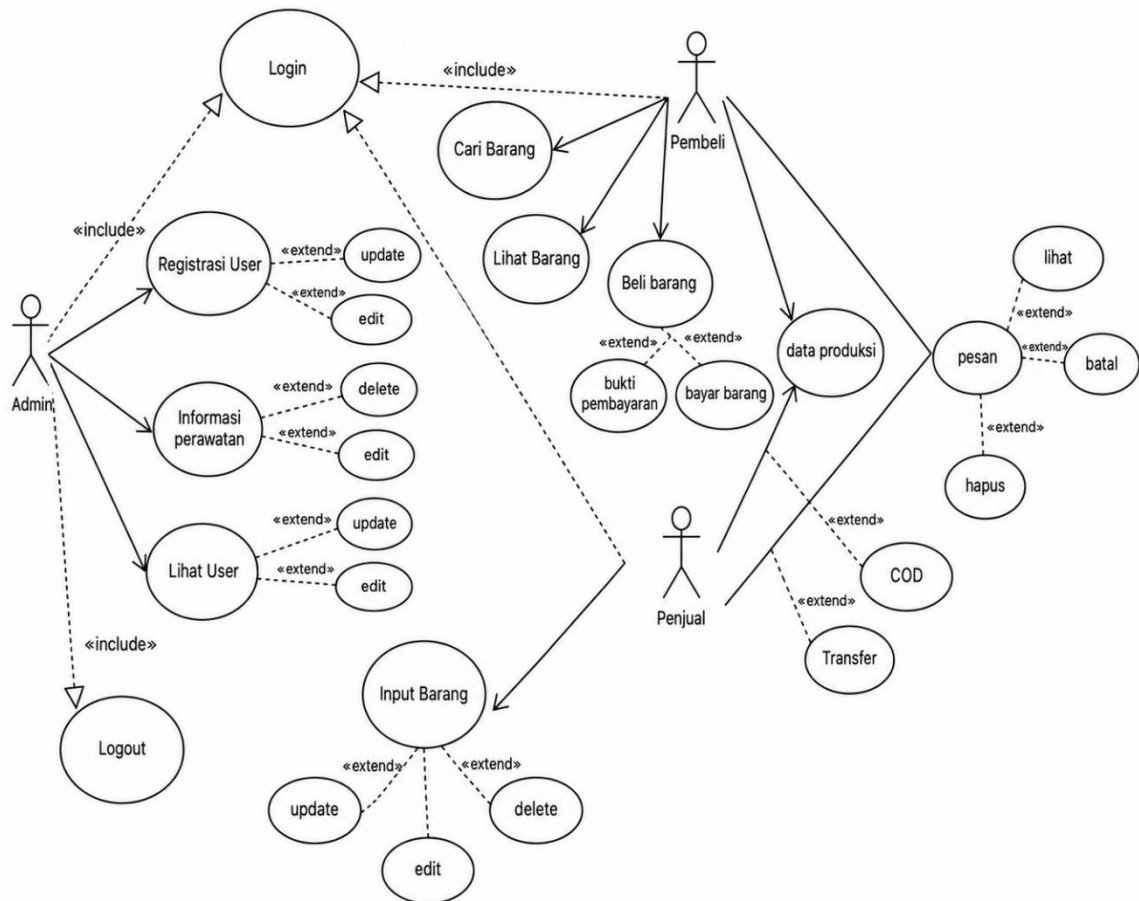 Login
«include»
Pembeli
Cari Barang
«include»
Registrasi User
«extend»
update
«extend»
edit
Lihat Barang
Beli barang
lihat
«extend»
«extend»
bukti
pembayaran
bayar barang
data produksi
pesan
«extend»
«extend»
batal
«extend»
hapus
Admin
Informasi
perawatan
«extend»
delete
«extend»
edit
Lihat User
«extend»
update
«extend»
edit
Penjual
«extend»
COD
«extend»
Transfer
«include»
Logout
Input Barang
«extend»
«extend»
update
delete
edit